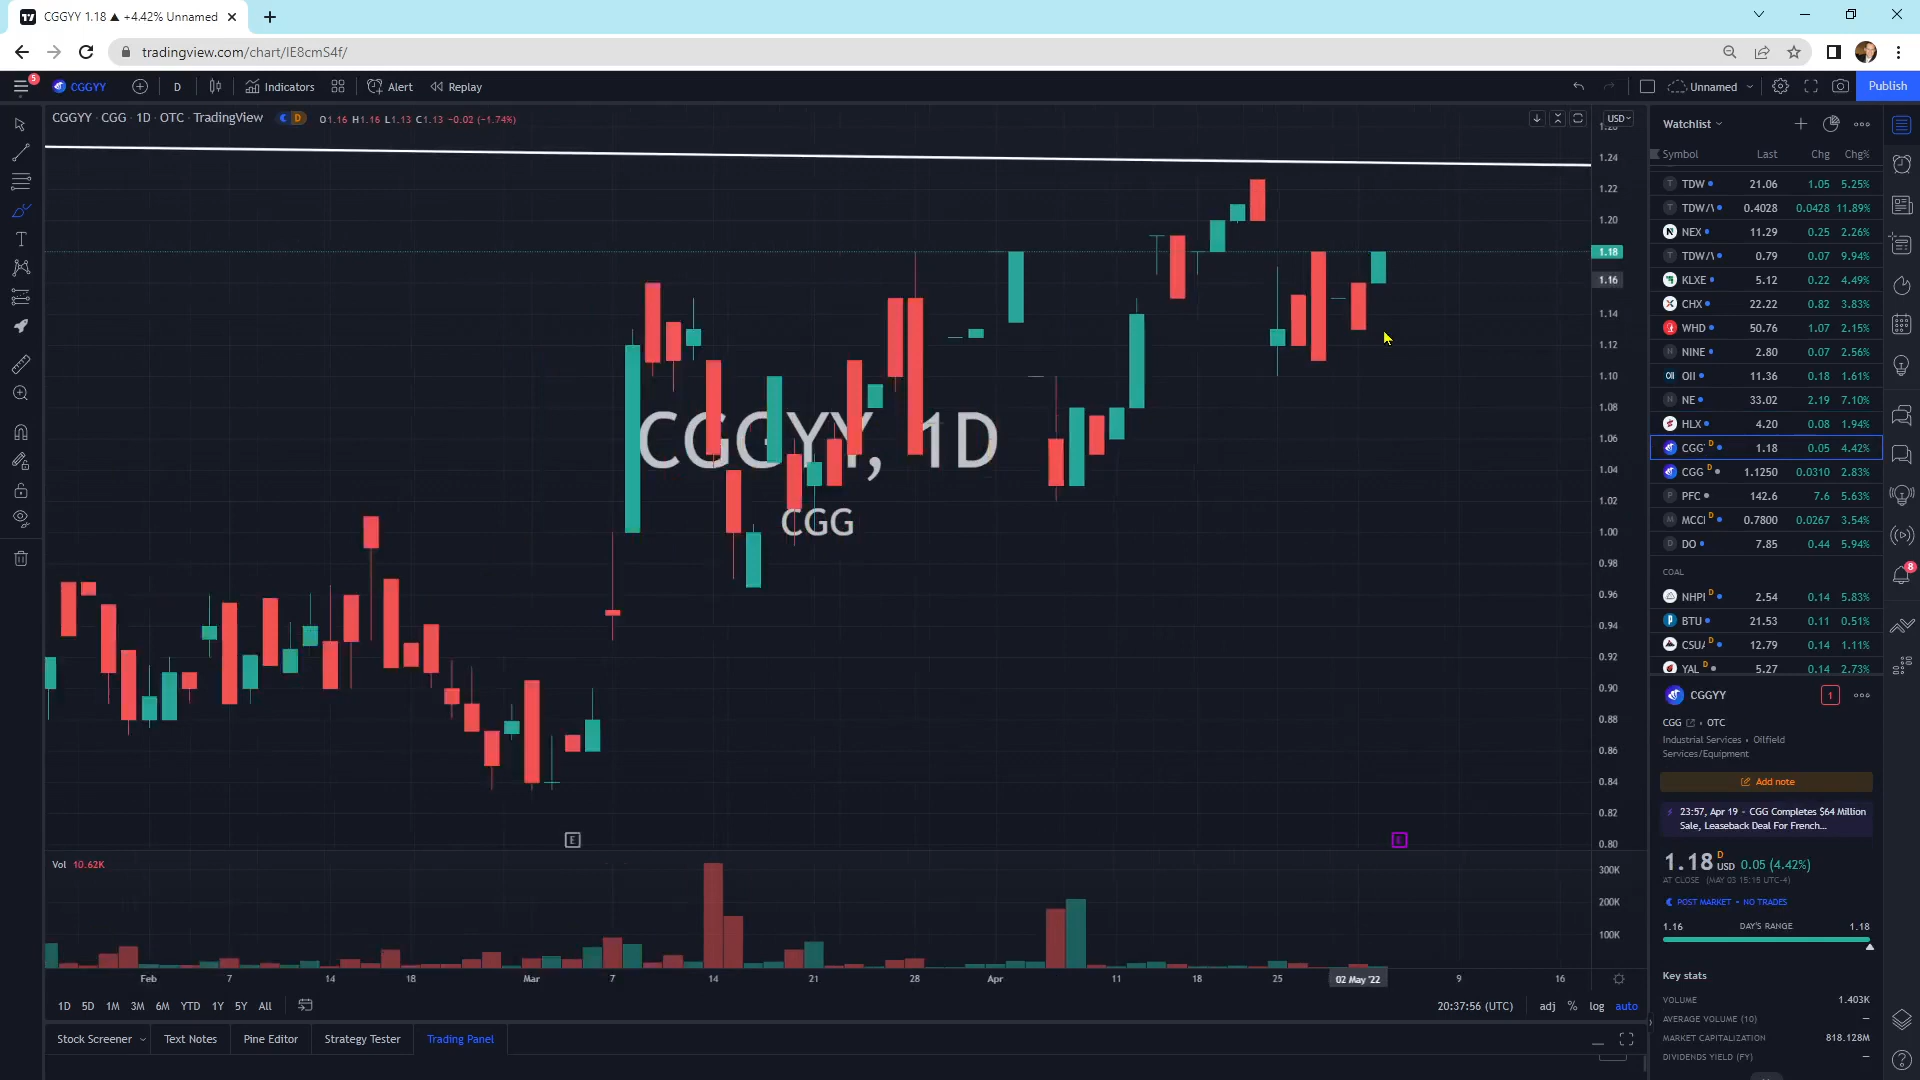 CGGYY 1.18 ▲ +4.42% Unnamed
tradingview.com/chart/IE8cmS4f/
5
CGGYY D Indicators Alert Replay Unnamed Publish
CGGYY · CGG · 1D · OTC · TradingView D O1.16 H1.16 L1.13 C1.13 −0.02 (−1.74%)
USD
1.24
1.22
1.20
1.18
1.16
1.14
1.12
1.10
1.08
1.06
1.04
1.02
1.00
0.98
0.96
0.94
0.92
0.90
0.88
0.86
0.84
0.82
0.80
CGGYY, 1D
CGG
E
E
Vol 10.62K
300K
200K
100K
Feb 7 14 18 Mar 7 14 21 28 Apr 11 18 25 02 May '22 9 16
1D 5D 1M 3M 6M YTD 1Y 5Y All
20:37:56 (UTC) adj % log auto
Stock Screener Text Notes Pine Editor Strategy Tester Trading Panel
Watchlist
Symbol Last Chg Chg%
TDW 21.06 1.05 5.25%
TDW/ 0.4028 0.0428 11.89%
NEX 11.29 0.25 2.26%
TDW/ 0.79 0.07 9.94%
KLXE 5.12 0.22 4.49%
CHX 22.22 0.82 3.83%
WHD 50.76 1.07 2.15%
NINE 2.80 0.07 2.56%
OII 11.36 0.18 1.61%
NE 33.02 2.19 7.10%
HLX 4.20 0.08 1.94%
CGG D 1.18 0.05 4.42%
CGG D 1.1250 0.0310 2.83%
PFC 142.6 7.6 5.63%
MCCI D 0.7800 0.0267 3.54%
DO 7.85 0.44 5.94%
COAL
NHPI D 2.54 0.14 5.83%
BTU 21.53 0.11 0.51%
CSUA D 12.79 0.14 1.11%
YAL D 5.27 0.14 2.73%
CGGYY 1
CGG OTC
Industrial Services • Oilfield
Services/Equipment
Add note
23:57, Apr 19 - CGG Completes $64 Million
Sale, Leaseback Deal For French...
1.18 D USD 0.05 (4.42%)
AT CLOSE (MAY 03 15:15 UTC-4)
POST MARKET • NO TRADES
1.16 DAY'S RANGE 1.18
Key stats
VOLUME 1.403K
AVERAGE VOLUME (10) —
MARKET CAPITALIZATION 818.128M
DIVIDENDS YIELD (FY) —
8